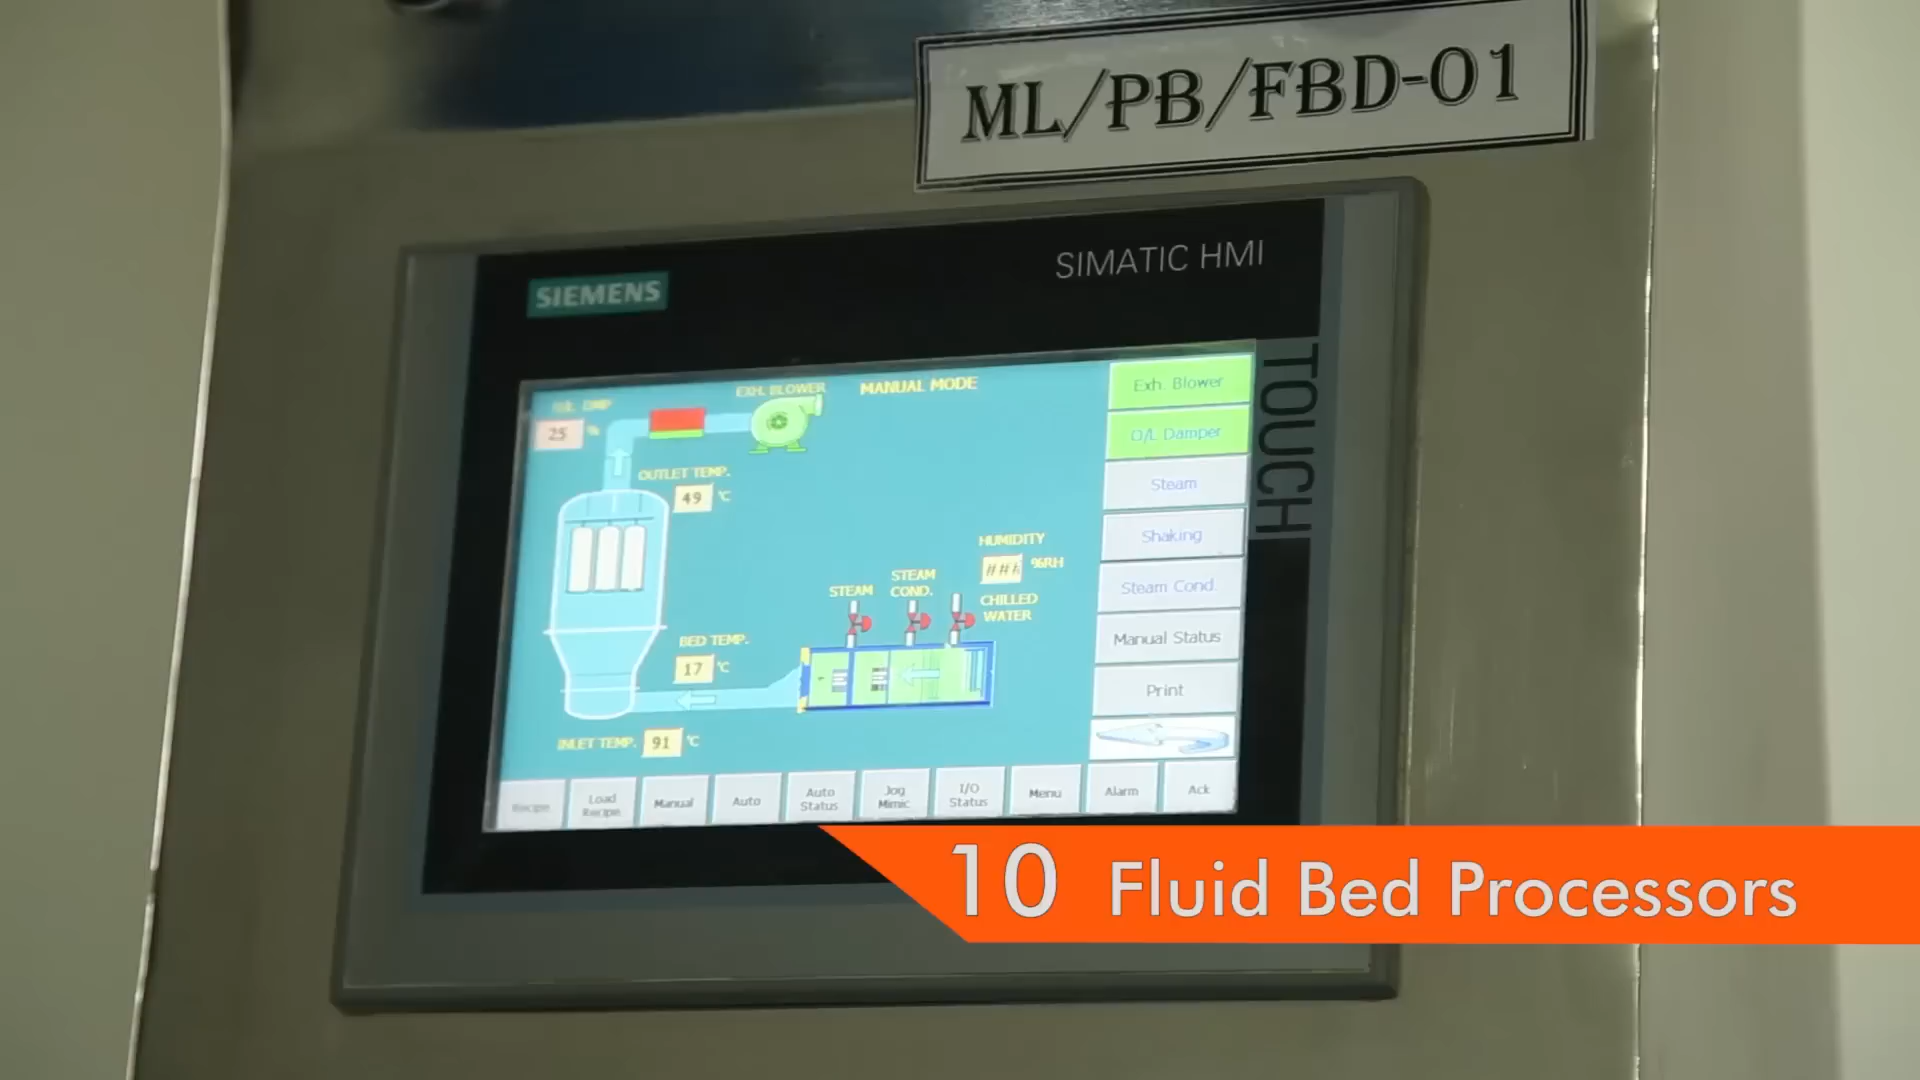 ML/PB/FBD-01
SIEMENS
SIMATIC HMI
TOUCH
EXH. BLOWER
MANUAL MODE
25 %
OUTLET TEMP.
49 °C
HUMIDITY
### %RH
STEAM
STEAM COND.
CHILLED WATER
BED TEMP.
17 °C
INLET TEMP. 91 °C
Exh. Blower
O/L Damper
Steam
Shaking
Steam Cond.
Manual Status
Print
Recipe
Load Recipe
Manual
Auto
Auto Status
Jog Mimic
I/O Status
Menu
Alarm
Ack
10 Fluid Bed Processors